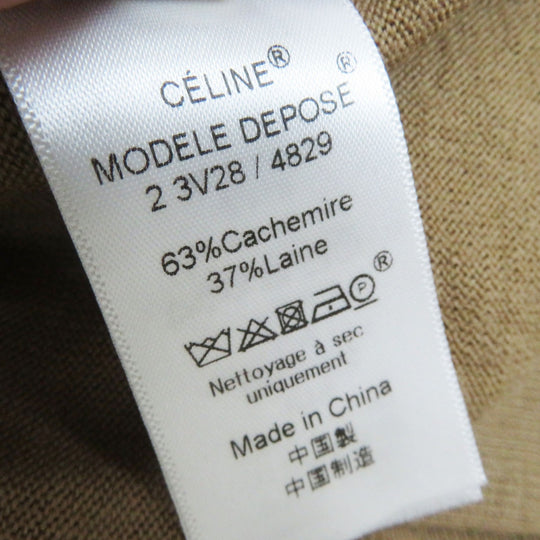 CÉLINE®
MODELE DEPOSE®
2 3V28 / 4829
63%Cachemire
37%Laine
P®
Nettoyage à sec
uniquement
Made in China
中国製
中国制造